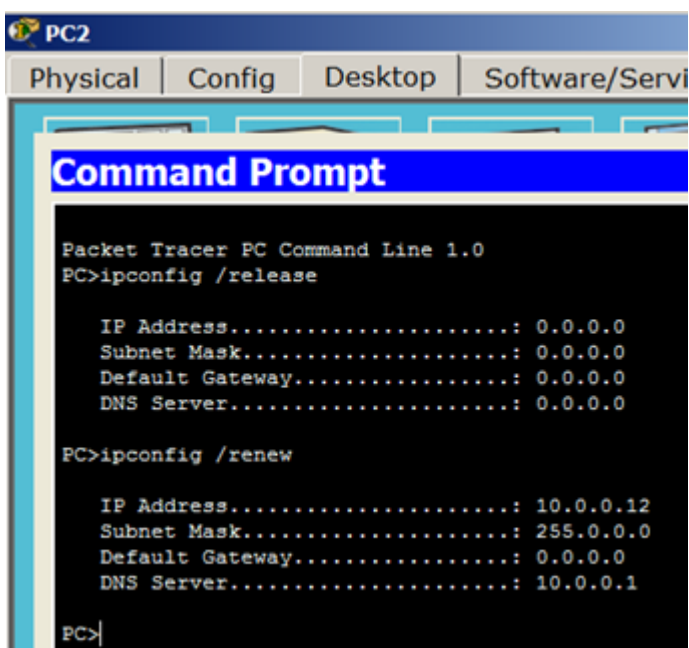 PC2
Physical Config Desktop Software/Servi
Command Prompt
Packet Tracer PC Command Line 1.0
PC>ipconfig /release
IP Address......................: 0.0.0.0
Subnet Mask.....................: 0.0.0.0
Default Gateway.................: 0.0.0.0
DNS Server......................: 0.0.0.0
PC>ipconfig /renew
IP Address......................: 10.0.0.12
Subnet Mask.....................: 255.0.0.0
Default Gateway.................: 0.0.0.0
DNS Server......................: 10.0.0.1
PC>